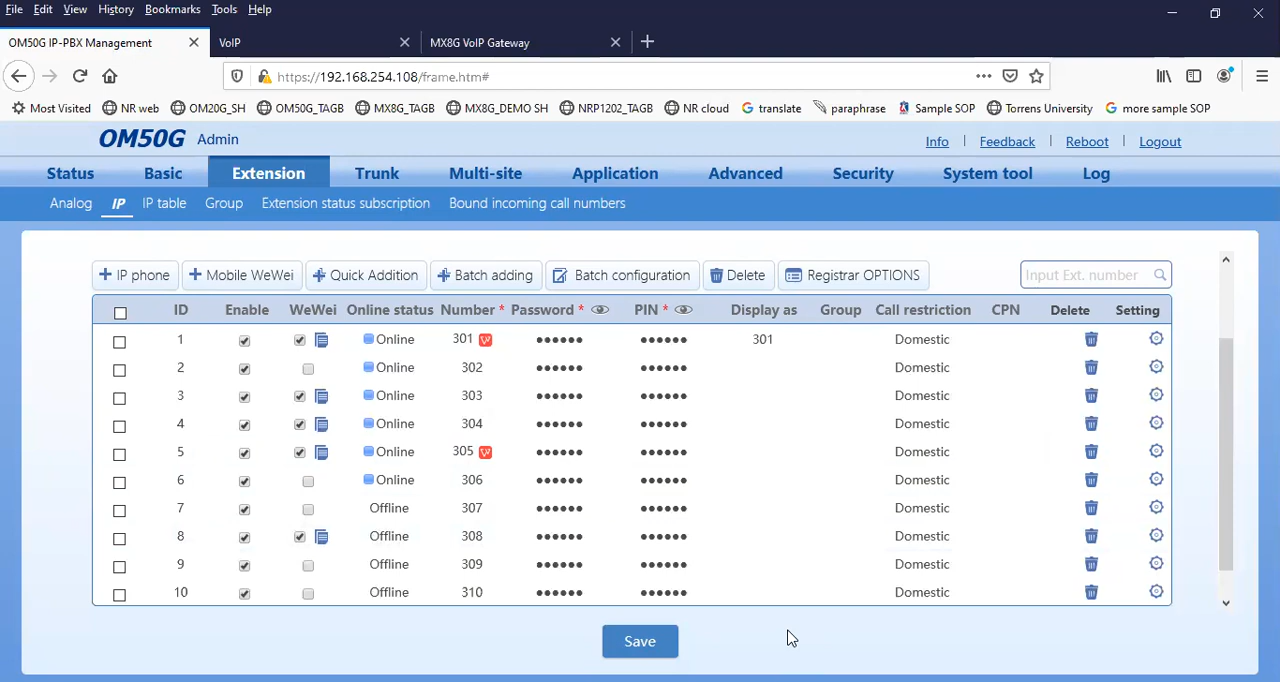 File Edit View History Bookmarks Tools Help
OM50G IP-PBX Management VoIP MX8G VoIP Gateway
https://192.168.254.108/frame.htm#
Most Visited NR web OM20G_SH OM50G_TAGB MX8G_TAGB MX8G_DEMO SH NRP1202_TAGB NR cloud translate paraphrase Sample SOP Torrens University more sample SOP
OM50G Admin Info Feedback Reboot Logout
Status Basic Extension Trunk Multi-site Application Advanced Security System tool Log
Analog IP IP table Group Extension status subscription Bound incoming call numbers
IP phone Mobile WeWei Quick Addition Batch adding Batch configuration Delete Registrar OPTIONS Input Ext. number
ID Enable WeWei Online status Number * Password * PIN * Display as Group Call restriction CPN Delete Setting
1 Online 301 •••••• •••••• 301 Domestic
2 Online 302 •••••• •••••• Domestic
3 Online 303 •••••• •••••• Domestic
4 Online 304 •••••• •••••• Domestic
5 Online 305 •••••• •••••• Domestic
6 Online 306 •••••• •••••• Domestic
7 Offline 307 •••••• •••••• Domestic
8 Offline 308 •••••• •••••• Domestic
9 Offline 309 •••••• •••••• Domestic
10 Offline 310 •••••• •••••• Domestic
Save